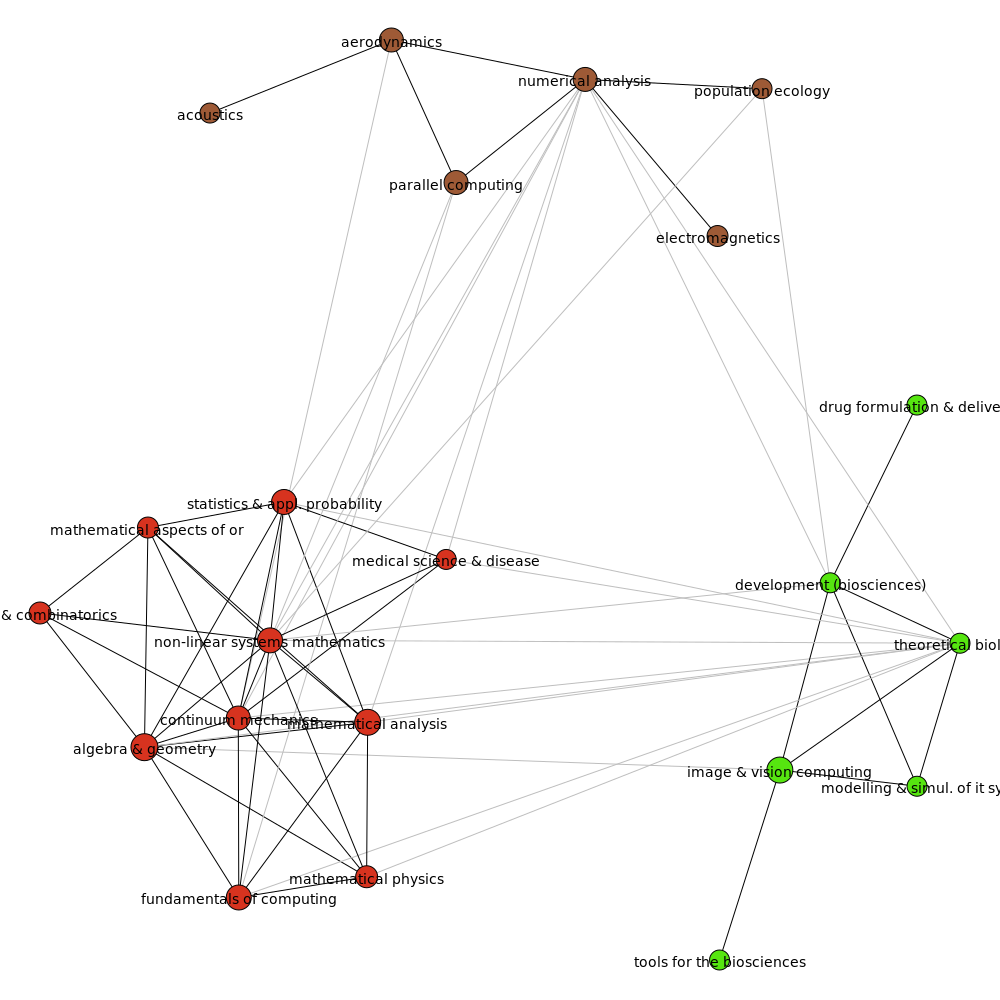 aerodynamics
numerical analysis
population ecology
acoustics
parallel computing
electromagnetics
drug formulation & delive
statistics & appl. probability
mathematical aspects of or
medical science & disease
development (biosciences)
& combinatorics
non-linear systems mathematics
theoretical biol
continuum mechanics
mathematical analysis
algebra & geometry
image & vision computing
modelling & simul. of it sy
mathematical physics
fundamentals of computing
tools for the biosciences